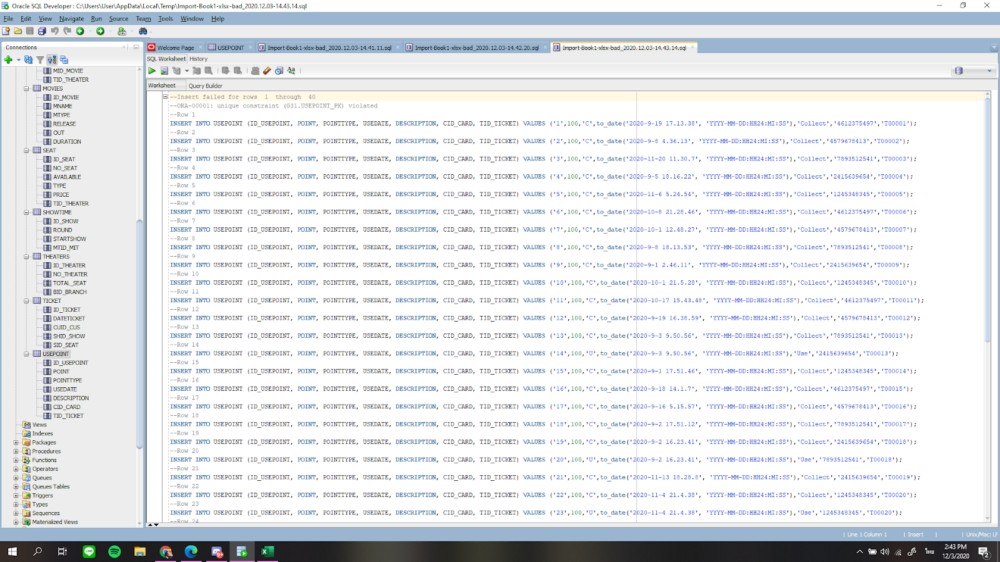 Oracle SQL Developer : C:\Users\User\AppData\Local\Temp\Import-Book1-xlsx-bad_2020.12.03-14.43.14.sql
File Edit View Navigate Run Source Team Tools Window Help
Connections
Welcome Page
USEPOINT
Import-Book1-xlsx-bad_2020.12.03-14.41.11.sql
Import-Book1-xlsx-bad_2020.12.03-14.42.20.sql
Import-Book1-xlsx-bad_2020.12.03-14.43.14.sql
SQL Worksheet History
Worksheet Query Builder
MID_MOVIE
TID_THEATER
MOVIES
ID_MOVIE
MNAME
MTYPE
RELEASE
OUT
DURATION
SEAT
ID_SEAT
NO_SEAT
AVAILABLE
TYPE
PRICE
TID_THEATER
SHOWTIME
ID_SHOW
ROUND
STARTSHOW
MTID_MIT
THEATERS
ID_THEATER
NO_THEATER
TOTAL_SEAT
BID_BRANCH
TICKET
ID_TICKET
DATETICKET
CUID_CUS
SHID_SHOW
SID_SEAT
USEPOINT
ID_USEPOINT
POINT
POINTTYPE
USEDATE
DESCRIPTION
CID_CARD
TID_TICKET
Views
Indexes
Packages
Procedures
Functions
Operators
Queues
Queues Tables
Triggers
Types
Sequences
Materialized Views
--Insert failed for rows 1 through 40
--ORA-00001: unique constraint (G31.USEPOINT_PK) violated
--Row 1
INSERT INTO USEPOINT (ID_USEPOINT, POINT, POINTTYPE, USEDATE, DESCRIPTION, CID_CARD, TID_TICKET) VALUES ('1',100,'C',to_date('2020-9-19 17.13.38', 'YYYY-MM-DD:HH24:MI:SS'),'Collect','4612375497','T00001');
--Row 2
INSERT INTO USEPOINT (ID_USEPOINT, POINT, POINTTYPE, USEDATE, DESCRIPTION, CID_CARD, TID_TICKET) VALUES ('2',100,'C',to_date('2020-9-8 4.36.13', 'YYYY-MM-DD:HH24:MI:SS'),'Collect','4579678413','T00002');
--Row 3
INSERT INTO USEPOINT (ID_USEPOINT, POINT, POINTTYPE, USEDATE, DESCRIPTION, CID_CARD, TID_TICKET) VALUES ('3',100,'C',to_date('2020-11-20 11.30.7', 'YYYY-MM-DD:HH24:MI:SS'),'Collect','7893512541','T00003');
--Row 4
INSERT INTO USEPOINT (ID_USEPOINT, POINT, POINTTYPE, USEDATE, DESCRIPTION, CID_CARD, TID_TICKET) VALUES ('4',100,'C',to_date('2020-9-5 18.16.22', 'YYYY-MM-DD:HH24:MI:SS'),'Collect','2415639654','T00004');
--Row 5
INSERT INTO USEPOINT (ID_USEPOINT, POINT, POINTTYPE, USEDATE, DESCRIPTION, CID_CARD, TID_TICKET) VALUES ('5',100,'C',to_date('2020-11-6 5.24.54', 'YYYY-MM-DD:HH24:MI:SS'),'Collect','1245348345','T00005');
--Row 6
INSERT INTO USEPOINT (ID_USEPOINT, POINT, POINTTYPE, USEDATE, DESCRIPTION, CID_CARD, TID_TICKET) VALUES ('6',100,'C',to_date('2020-10-8 21.28.46', 'YYYY-MM-DD:HH24:MI:SS'),'Collect','4612375497','T00006');
--Row 7
INSERT INTO USEPOINT (ID_USEPOINT, POINT, POINTTYPE, USEDATE, DESCRIPTION, CID_CARD, TID_TICKET) VALUES ('7',100,'C',to_date('2020-10-1 12.48.27', 'YYYY-MM-DD:HH24:MI:SS'),'Collect','4579678413','T00007');
--Row 8
INSERT INTO USEPOINT (ID_USEPOINT, POINT, POINTTYPE, USEDATE, DESCRIPTION, CID_CARD, TID_TICKET) VALUES ('8',100,'C',to_date('2020-9-8 18.13.53', 'YYYY-MM-DD:HH24:MI:SS'),'Collect','7893512541','T00008');
--Row 9
INSERT INTO USEPOINT (ID_USEPOINT, POINT, POINTTYPE, USEDATE, DESCRIPTION, CID_CARD, TID_TICKET) VALUES ('9',100,'C',to_date('2020-9-1 2.46.11', 'YYYY-MM-DD:HH24:MI:SS'),'Collect','2415639654','T00009');
--Row 10
INSERT INTO USEPOINT (ID_USEPOINT, POINT, POINTTYPE, USEDATE, DESCRIPTION, CID_CARD, TID_TICKET) VALUES ('10',100,'C',to_date('2020-10-1 21.5.28', 'YYYY-MM-DD:HH24:MI:SS'),'Collect','1245348345','T00010');
--Row 11
INSERT INTO USEPOINT (ID_USEPOINT, POINT, POINTTYPE, USEDATE, DESCRIPTION, CID_CARD, TID_TICKET) VALUES ('11',100,'C',to_date('2020-10-17 15.43.48', 'YYYY-MM-DD:HH24:MI:SS'),'Collect','4612375497','T00011');
--Row 12
INSERT INTO USEPOINT (ID_USEPOINT, POINT, POINTTYPE, USEDATE, DESCRIPTION, CID_CARD, TID_TICKET) VALUES ('12',100,'C',to_date('2020-9-19 16.38.59', 'YYYY-MM-DD:HH24:MI:SS'),'Collect','4579678413','T00012');
--Row 13
INSERT INTO USEPOINT (ID_USEPOINT, POINT, POINTTYPE, USEDATE, DESCRIPTION, CID_CARD, TID_TICKET) VALUES ('13',100,'C',to_date('2020-9-3 9.50.56', 'YYYY-MM-DD:HH24:MI:SS'),'Collect','7893512541','T00013');
--Row 14
INSERT INTO USEPOINT (ID_USEPOINT, POINT, POINTTYPE, USEDATE, DESCRIPTION, CID_CARD, TID_TICKET) VALUES ('14',100,'U',to_date('2020-9-3 9.50.56', 'YYYY-MM-DD:HH24:MI:SS'),'Use','2415639654','T00013');
--Row 15
INSERT INTO USEPOINT (ID_USEPOINT, POINT, POINTTYPE, USEDATE, DESCRIPTION, CID_CARD, TID_TICKET) VALUES ('15',100,'C',to_date('2020-9-1 17.51.46', 'YYYY-MM-DD:HH24:MI:SS'),'Collect','1245348345','T00014');
--Row 16
INSERT INTO USEPOINT (ID_USEPOINT, POINT, POINTTYPE, USEDATE, DESCRIPTION, CID_CARD, TID_TICKET) VALUES ('16',100,'C',to_date('2020-9-18 14.1.7', 'YYYY-MM-DD:HH24:MI:SS'),'Collect','4612375497','T00015');
--Row 17
INSERT INTO USEPOINT (ID_USEPOINT, POINT, POINTTYPE, USEDATE, DESCRIPTION, CID_CARD, TID_TICKET) VALUES ('17',100,'C',to_date('2020-9-16 5.15.57', 'YYYY-MM-DD:HH24:MI:SS'),'Collect','4579678413','T00016');
--Row 18
INSERT INTO USEPOINT (ID_USEPOINT, POINT, POINTTYPE, USEDATE, DESCRIPTION, CID_CARD, TID_TICKET) VALUES ('18',100,'C',to_date('2020-9-2 17.51.12', 'YYYY-MM-DD:HH24:MI:SS'),'Collect','7893512541','T00017');
--Row 19
INSERT INTO USEPOINT (ID_USEPOINT, POINT, POINTTYPE, USEDATE, DESCRIPTION, CID_CARD, TID_TICKET) VALUES ('19',100,'C',to_date('2020-9-2 16.23.41', 'YYYY-MM-DD:HH24:MI:SS'),'Collect','2415639654','T00018');
--Row 20
INSERT INTO USEPOINT (ID_USEPOINT, POINT, POINTTYPE, USEDATE, DESCRIPTION, CID_CARD, TID_TICKET) VALUES ('20',100,'U',to_date('2020-9-2 16.23.41', 'YYYY-MM-DD:HH24:MI:SS'),'Use','7893512541','T00018');
--Row 21
INSERT INTO USEPOINT (ID_USEPOINT, POINT, POINTTYPE, USEDATE, DESCRIPTION, CID_CARD, TID_TICKET) VALUES ('21',100,'C',to_date('2020-11-13 18.28.8', 'YYYY-MM-DD:HH24:MI:SS'),'Collect','2415639654','T00019');
--Row 22
INSERT INTO USEPOINT (ID_USEPOINT, POINT, POINTTYPE, USEDATE, DESCRIPTION, CID_CARD, TID_TICKET) VALUES ('22',100,'C',to_date('2020-11-4 21.4.38', 'YYYY-MM-DD:HH24:MI:SS'),'Collect','1245348345','T00020');
--Row 23
INSERT INTO USEPOINT (ID_USEPOINT, POINT, POINTTYPE, USEDATE, DESCRIPTION, CID_CARD, TID_TICKET) VALUES ('23',100,'U',to_date('2020-11-4 21.4.38', 'YYYY-MM-DD:HH24:MI:SS'),'Use','1245348345','T00020');
--Row 24
Line 1 Column 1 Insert Unix/Mac: LF
ไทย
2:43 PM
12/3/2020